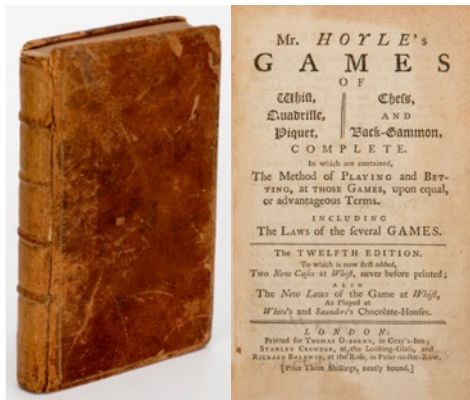 Mr. HOYLE's
GAMES
OF
Whist,
Quadrille,
Piquet,
Chess,
AND
Back-Gammon.
COMPLETE.
In which are contained,
The Method of PLAYING and BET-
TING, at THOSE GAMES, upon equal,
or advantageous Terms.
INCLUDING
The LAWS of the several GAMES.
The TWELFTH EDITION.
To which is now first added,
Two New Cases at Whist, never before printed;
ALSO
The New Laws of the Game at Whist,
As Played at
White's and Saunders's Chocolate-Houses.
LONDON:
Printed for THOMAS OSBORNE, in Gray's-Inn;
STANLEY CROWDER, at the Looking-Glass, and
RICHARD BALDWIN, at the Rose, in Pater-noster-Row.
[Price Three Shillings, neatly bound.]